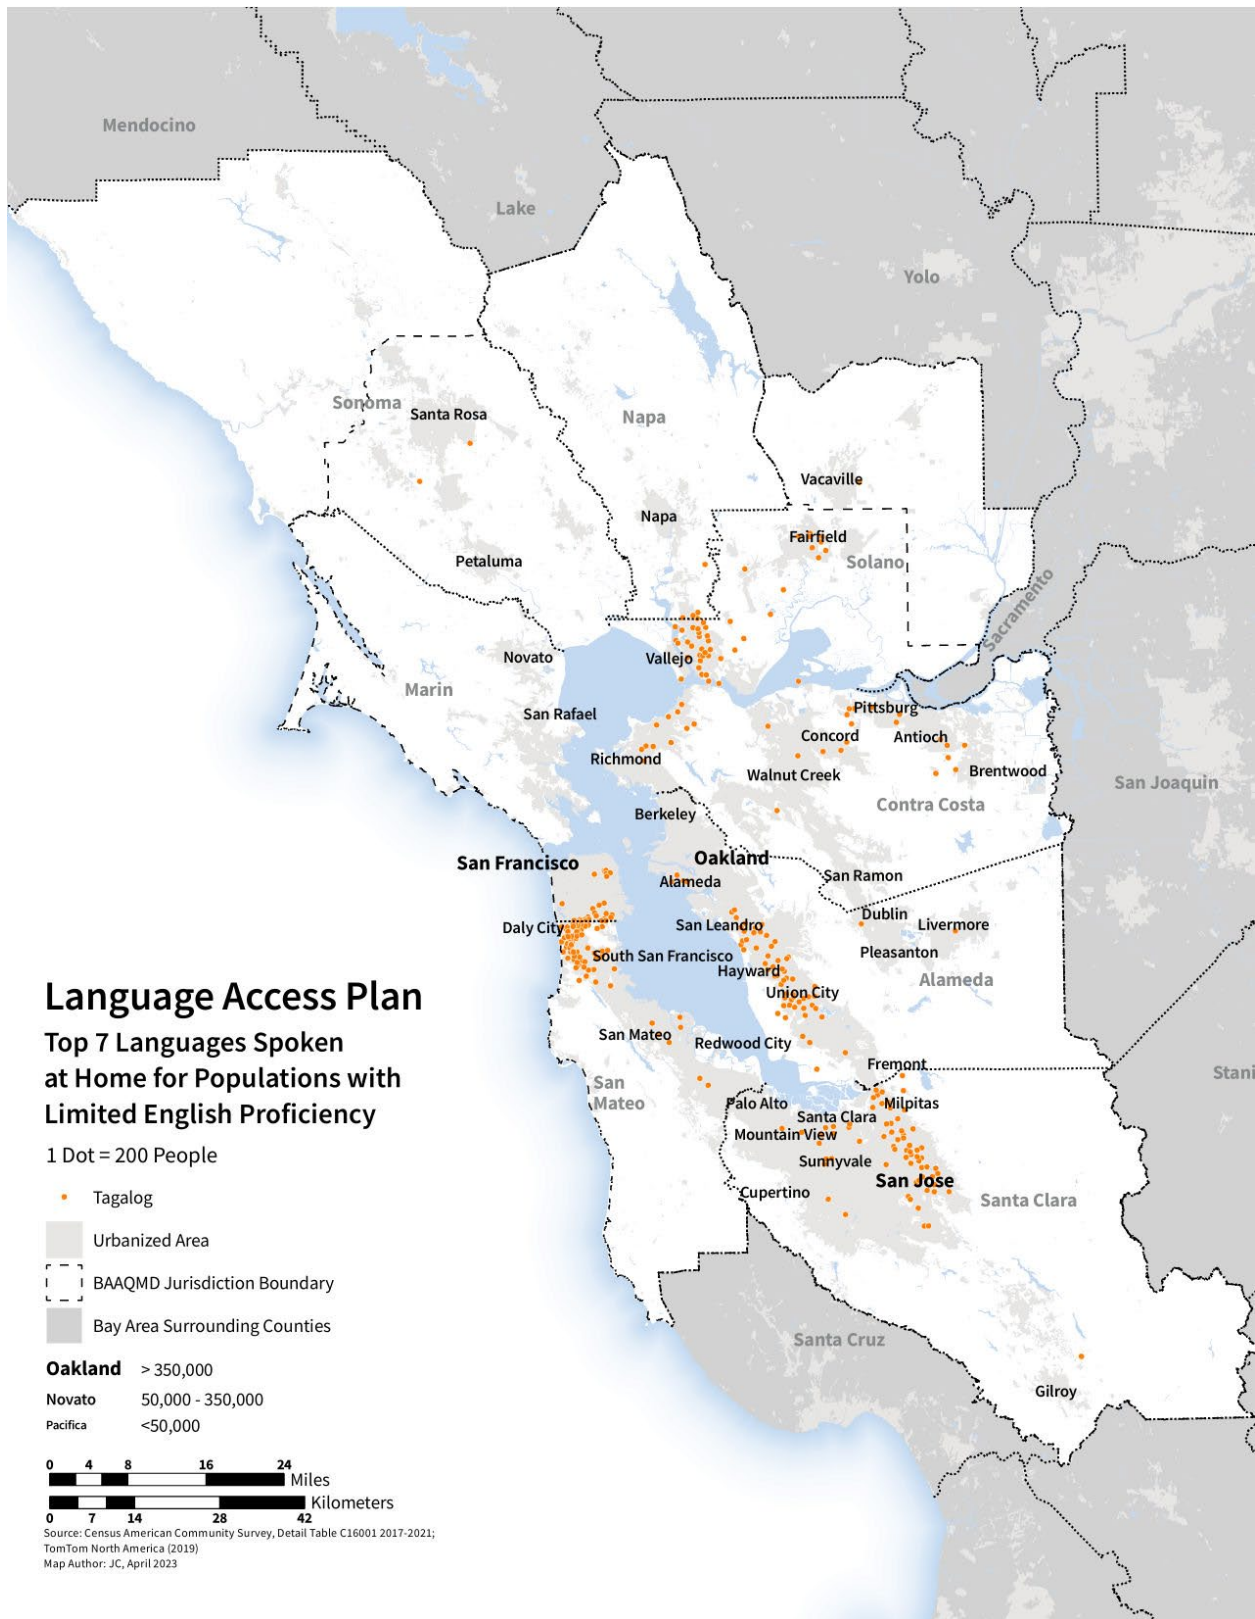 Mendocino
Lake
Yolo
Sonoma
Santa Rosa
Napa
Vacaville
Napa
Fairfield
Solano
Petaluma
Sacramento
Novato
Vallejo
Marin
San Rafael
Pittsburg
Concord
Antioch
Richmond
Walnut Creek
Brentwood
San Joaquin
Contra Costa
Berkeley
San Francisco
Oakland
Alameda
San Ramon
Dublin
Daly City
San Leandro
Livermore
South San Francisco
Pleasanton
Hayward
Alameda
Union City
San Mateo
Redwood City
Fremont
Stani
San
Mateo
Palo Alto
Milpitas
Santa Clara
Mountain View
Sunnyvale
San Jose
Cupertino
Santa Clara
Santa Cruz
Gilroy
Language Access Plan
Top 7 Languages Spoken
at Home for Populations with
Limited English Proficiency
1 Dot = 200 People
Tagalog
Urbanized Area
BAAQMD Jurisdiction Boundary
Bay Area Surrounding Counties
Oakland > 350,000
Novato 50,000 - 350,000
Pacifica <50,000
0 4 8 16 24
Miles
Kilometers
0 7 14 28 42
Source: Census American Community Survey, Detail Table C16001 2017-2021;
TomTom North America (2019)
Map Author: JC, April 2023